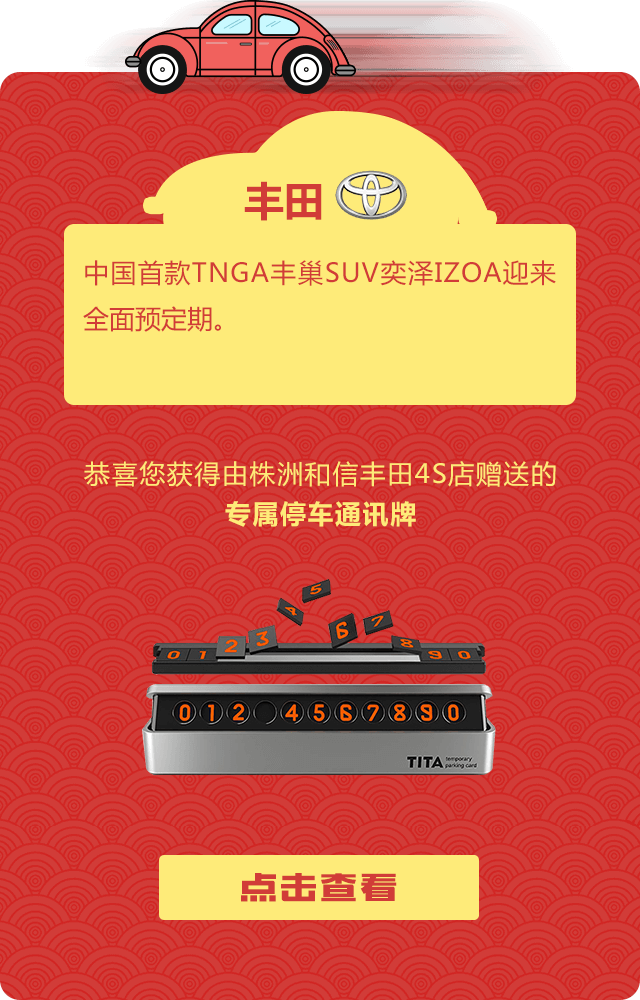 丰田
中国首款TNGA丰巢SUV奕泽IZOA迎来
全面预定期。
恭喜您获得由株洲和信丰田4S店赠送的
专属停车通讯牌
5
4 6 7
0 1 2 3 8 9 0
0 1 2 4 5 6 7 8 9 0
TITA temporary
parking card
点击查看